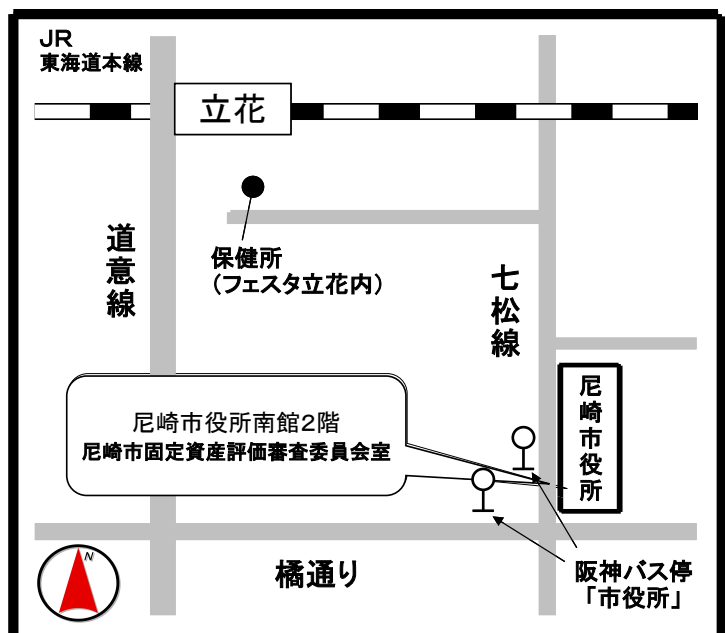 JR
東海道本線
立花
道意線
保健所
（フェスタ立花内）
七松線
尼崎市役所南館2階
尼崎市固定資産評価審査委員会室
尼崎市役所
橘通り
阪神バス停
「市役所」
N